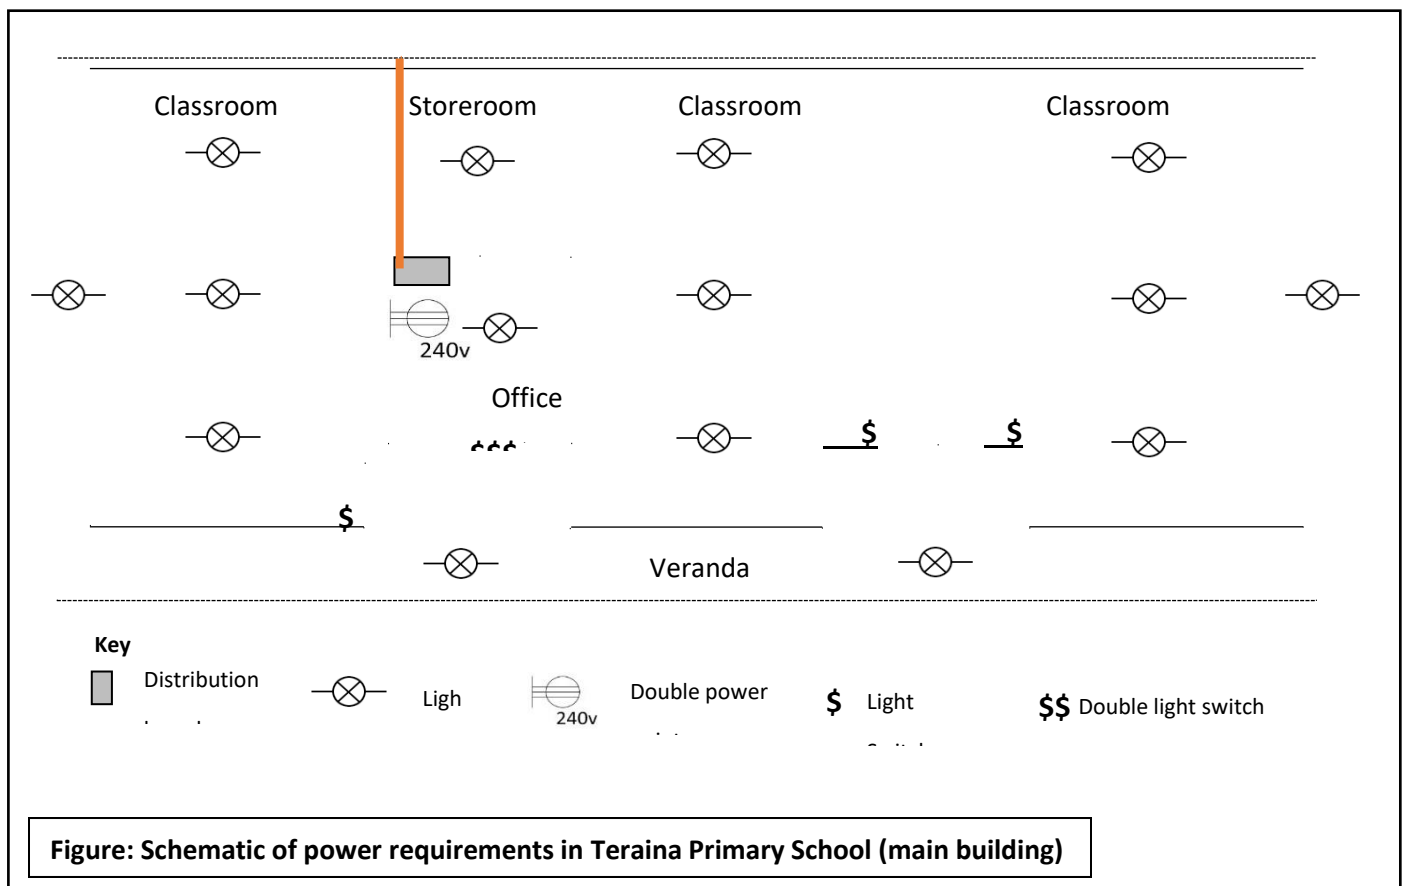 Classroom Storeroom Classroom Classroom
240v
Office
$$$
$ $
$
Veranda
Key
Distribution
Ligh
240v
Double power
$ Light
$$ Double light switch
Figure: Schematic of power requirements in Teraina Primary School (main building)